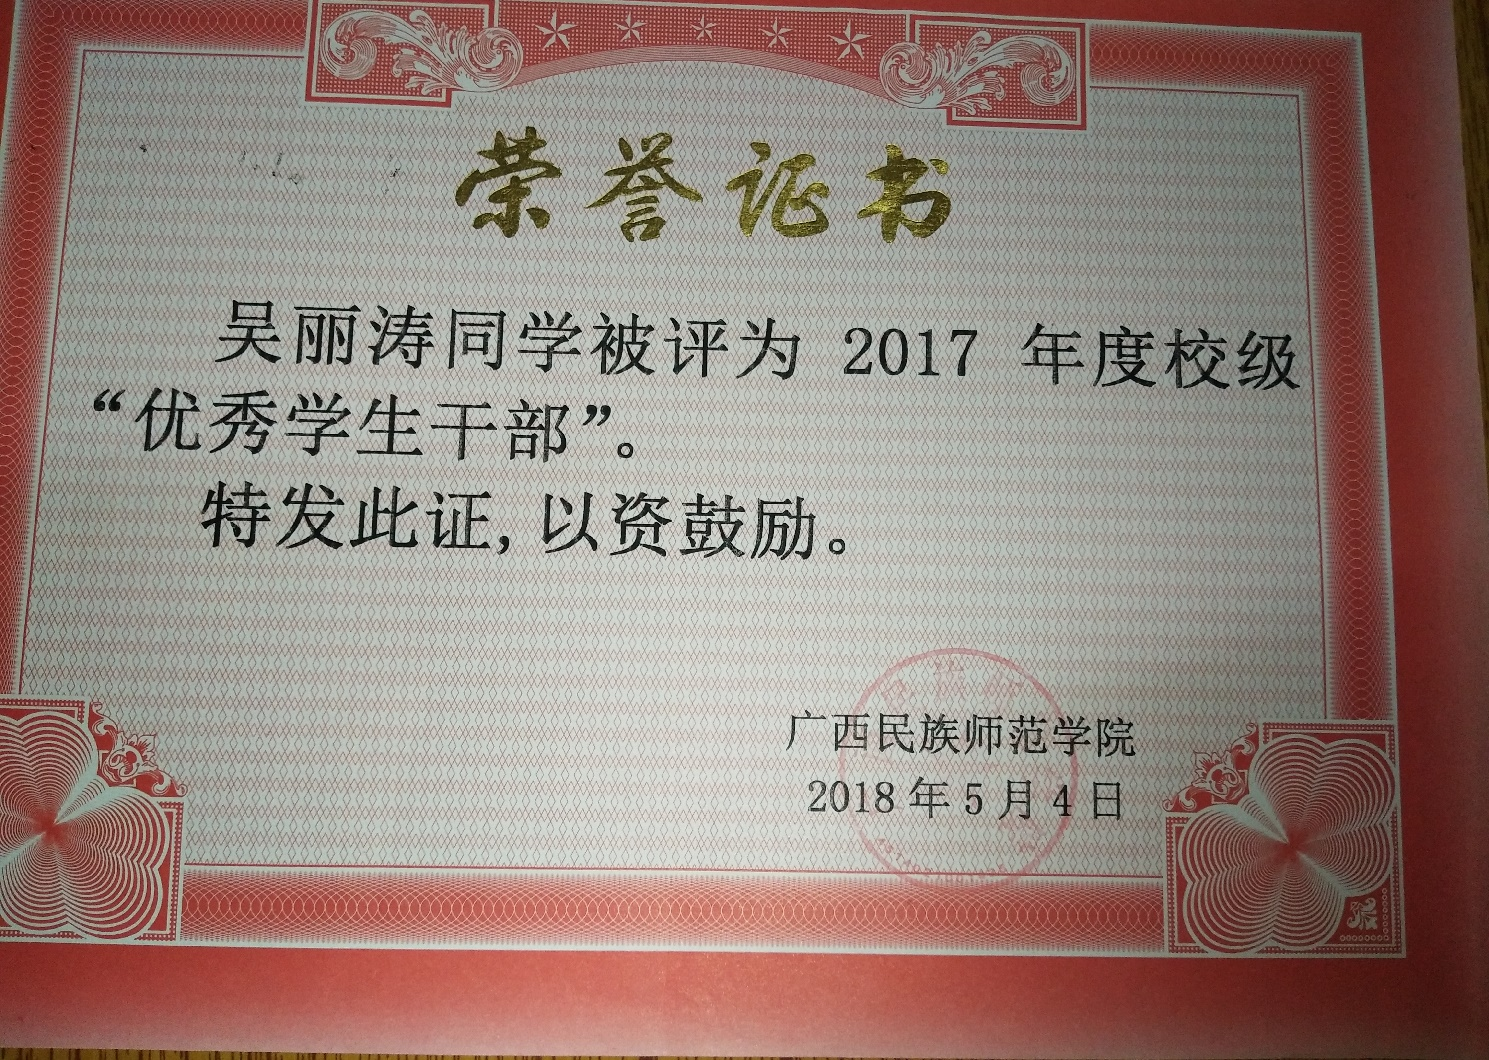 荣誉证书
吴丽涛同学被评为 2017 年度校级
“优秀学生干部”。
特发此证,以资鼓励。
广西民族师范学院
2018 年 5 月 4 日